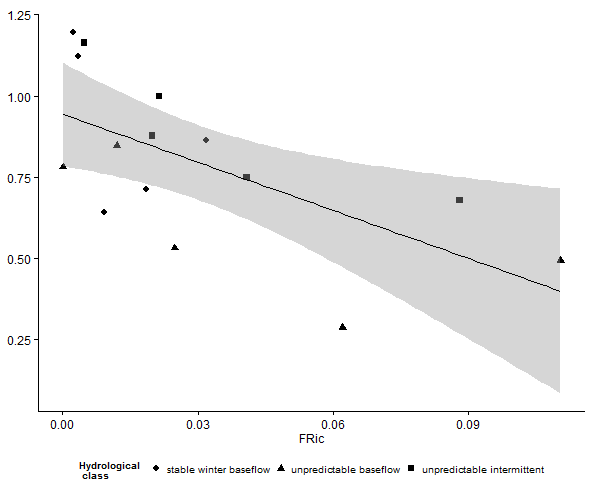 1.25
1.00
0.75
0.50
0.25
0.00 0.03 0.06 0.09
FRic
Hydrological
class
stable winter baseflow unpredictable baseflow unpredictable intermittent